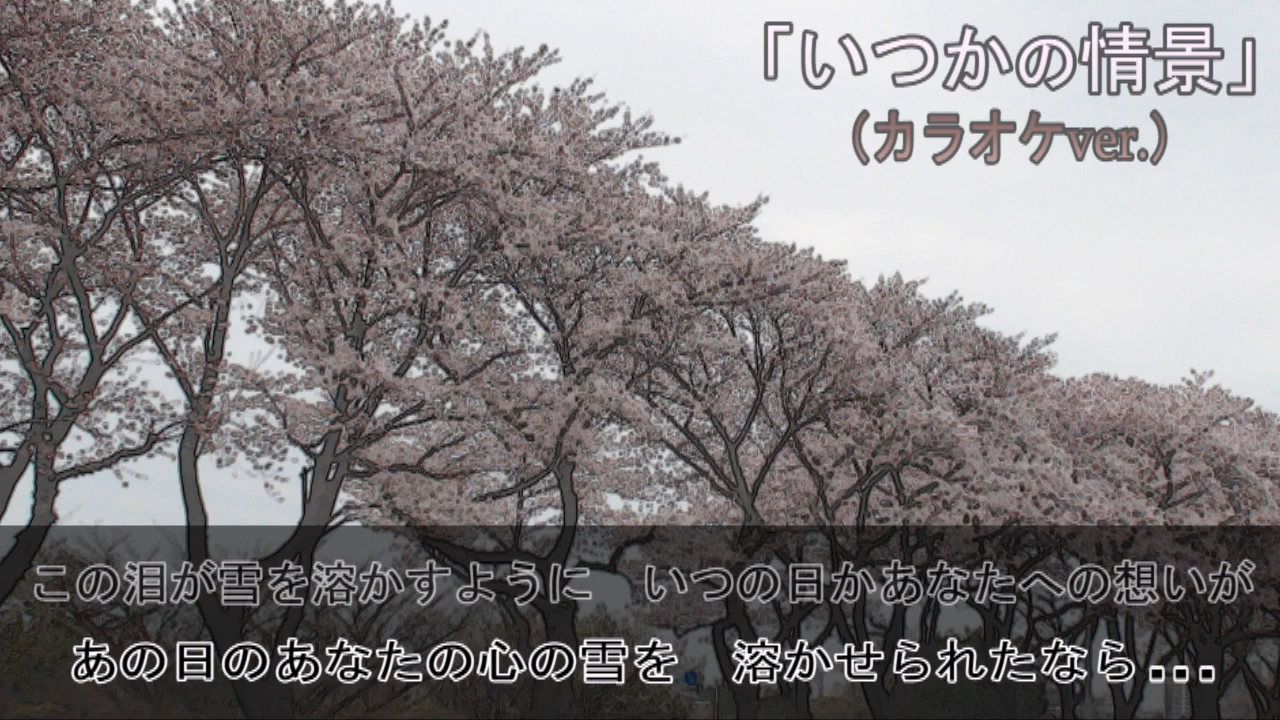 「いつかの情景」
（カラオケver.）
この泪が雪を溶かすように　いつの日かあなたへの想いが
あの日のあなたの心の雪を　溶かせられたなら...